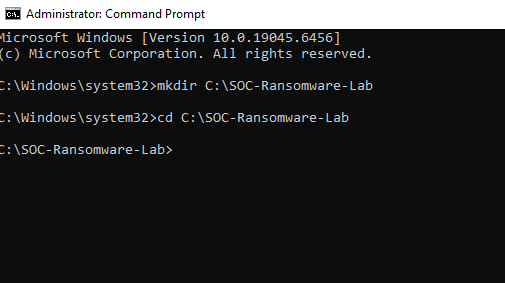 Administrator: Command Prompt
Microsoft Windows [Version 10.0.19045.6456]
(c) Microsoft Corporation. All rights reserved.
C:\Windows\system32>mkdir C:\SOC-Ransomware-Lab
C:\Windows\system32>cd C:\SOC-Ransomware-Lab
C:\SOC-Ransomware-Lab>